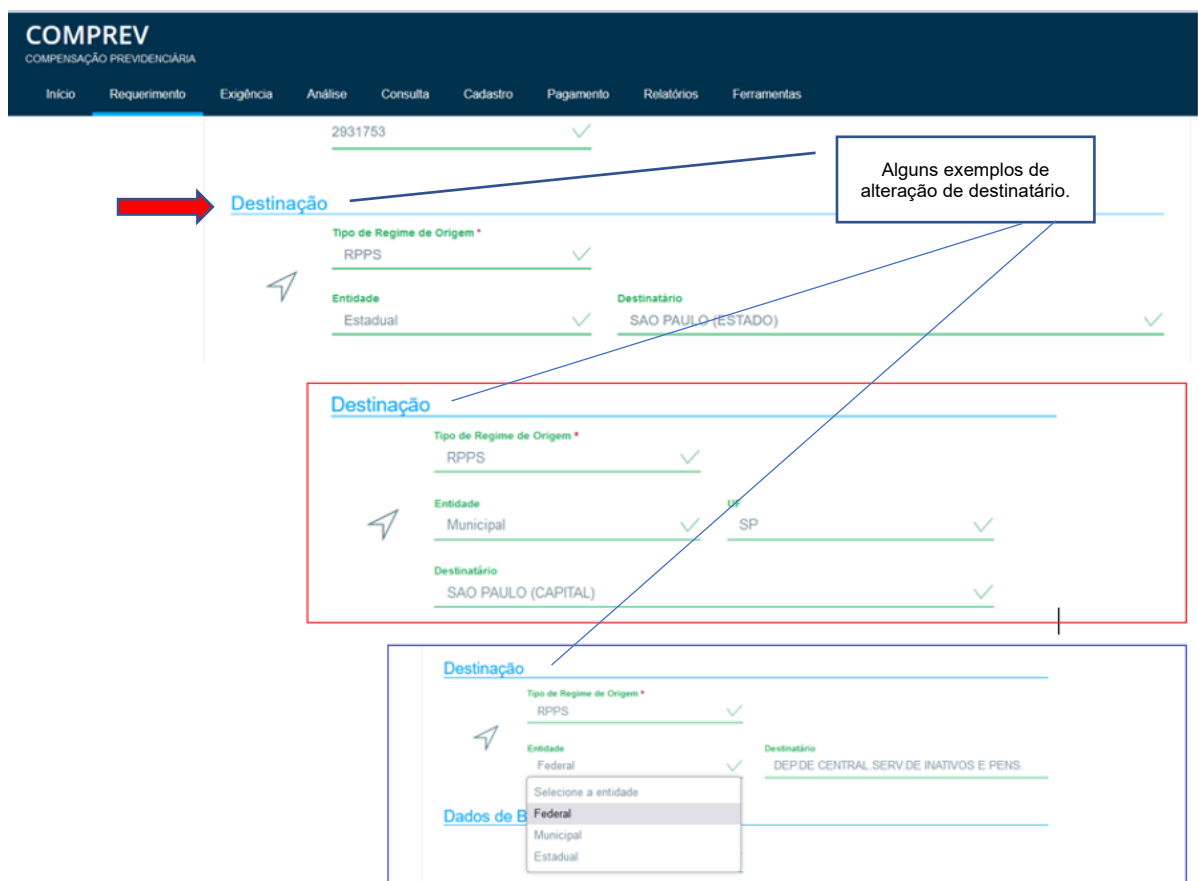 COMPREV
COMPENSAÇÃO PREVIDENCIÁRIA
Início Requerimento Exigência Análise Consulta Cadastro Pagamento Relatórios Ferramentas
2931753
Alguns exemplos de
alteração de destinatário.
Destinação
Tipo de Regime de Origem *
RPPS
Entidade Destinatário
Estadual SAO PAULO (ESTADO)
Destinação
Tipo de Regime de Origem *
RPPS
Entidade UF
Municipal SP
Destinatário
SAO PAULO (CAPITAL)
Destinação
Tipo de Regime de Origem *
RPPS
Entidade Destinatário
Federal DEP.DE CENTRAL.SERV.DE INATIVOS E PENS.
Selecione a entidade
Dados de B
Federal
Municipal
Estadual